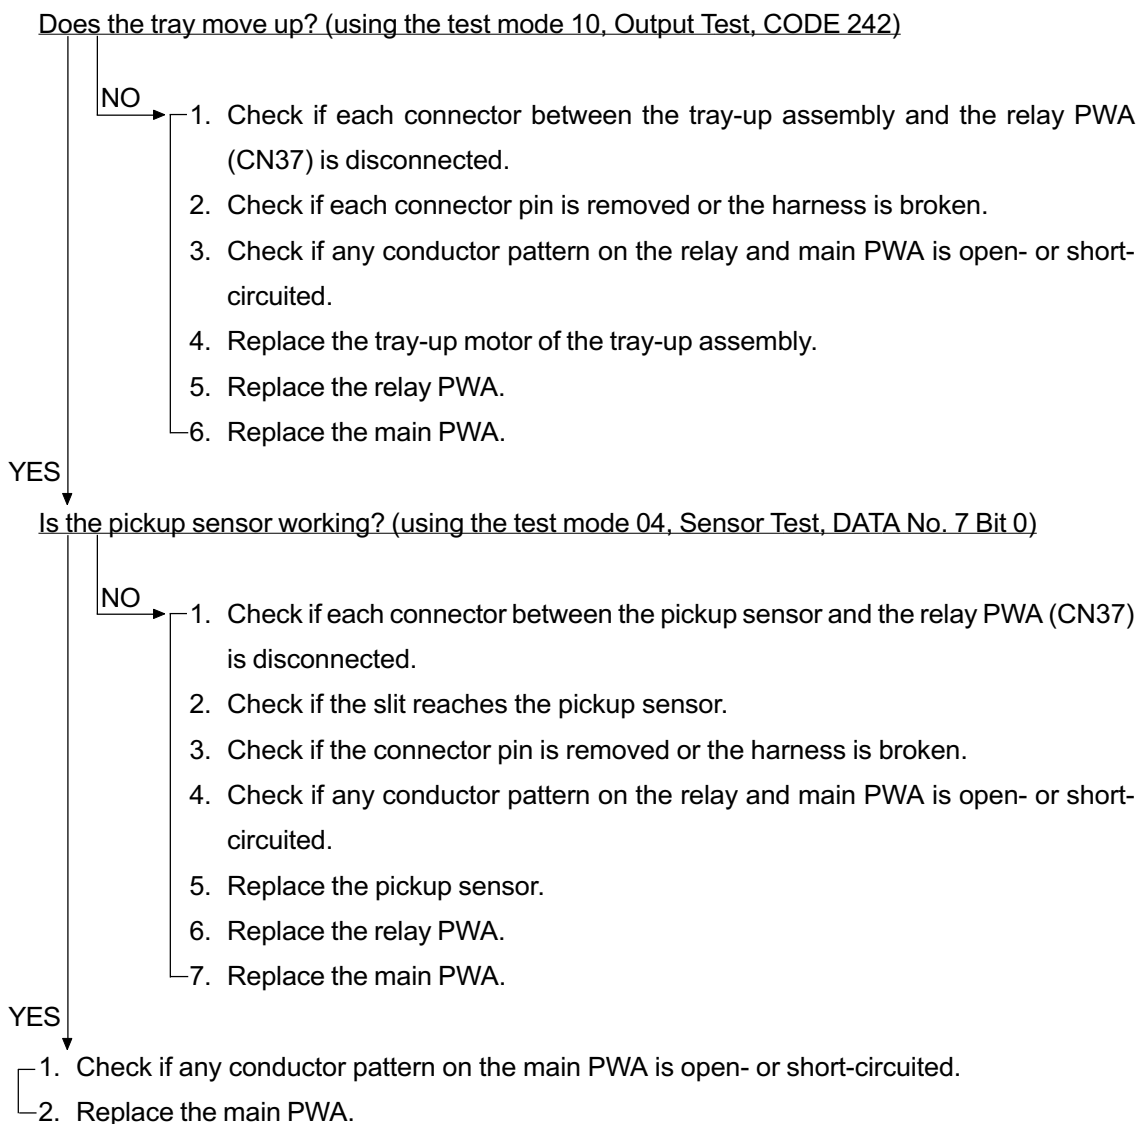 Does the tray move up? (using the test mode 10, Output Test, CODE 242)
NO
1. Check if each connector between the tray-up assembly and the relay PWA
(CN37) is disconnected.
2. Check if each connector pin is removed or the harness is broken.
3. Check if any conductor pattern on the relay and main PWA is open- or short-
circuited.
4. Replace the tray-up motor of the tray-up assembly.
5. Replace the relay PWA.
6. Replace the main PWA.
YES
Is the pickup sensor working? (using the test mode 04, Sensor Test, DATA No. 7 Bit 0)
NO
1. Check if each connector between the pickup sensor and the relay PWA (CN37)
is disconnected.
2. Check if the slit reaches the pickup sensor.
3. Check if the connector pin is removed or the harness is broken.
4. Check if any conductor pattern on the relay and main PWA is open- or short-
circuited.
5. Replace the pickup sensor.
6. Replace the relay PWA.
7. Replace the main PWA.
YES
1. Check if any conductor pattern on the main PWA is open- or short-circuited.
2. Replace the main PWA.